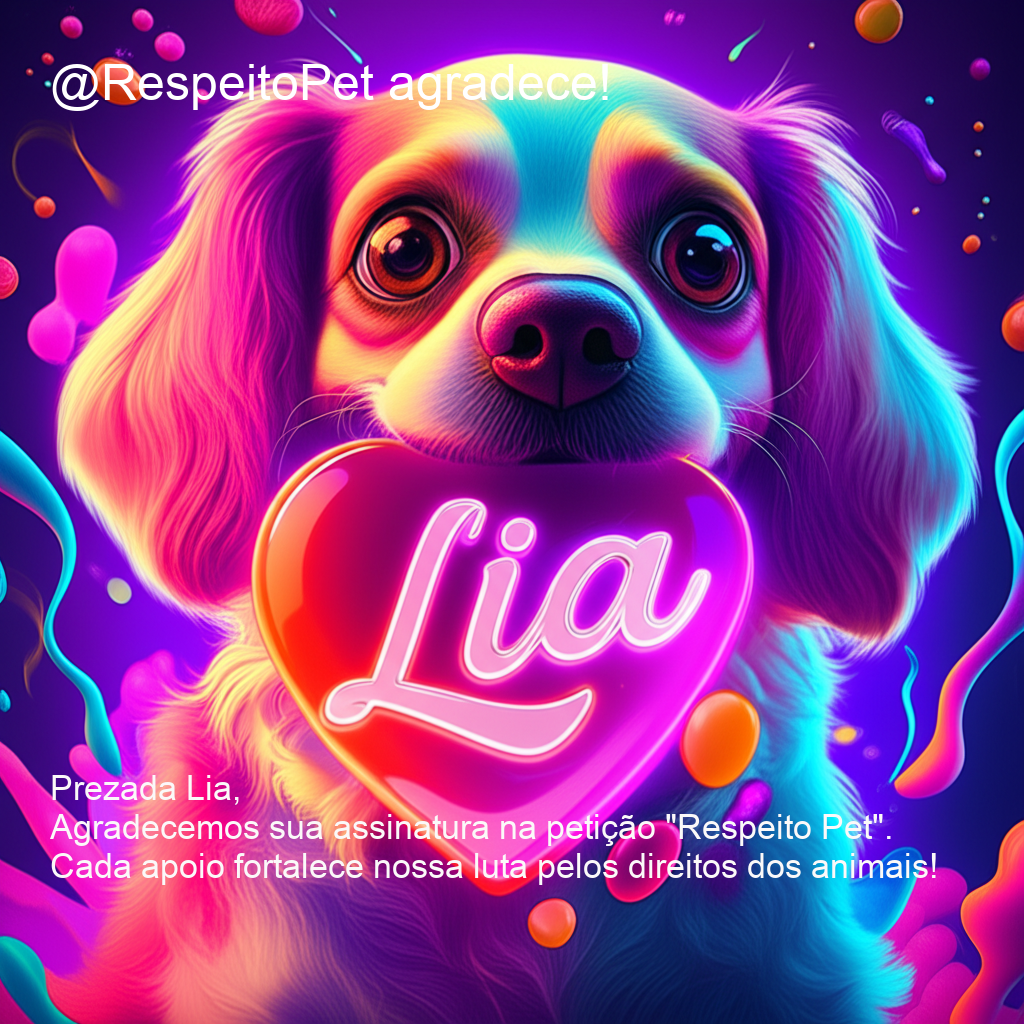 @RespeitoPet agradece!
Lia
Prezada Lia,
Agradecemos sua assinatura na petição "Respeito Pet".
Cada apoio fortalece nossa luta pelos direitos dos animais!